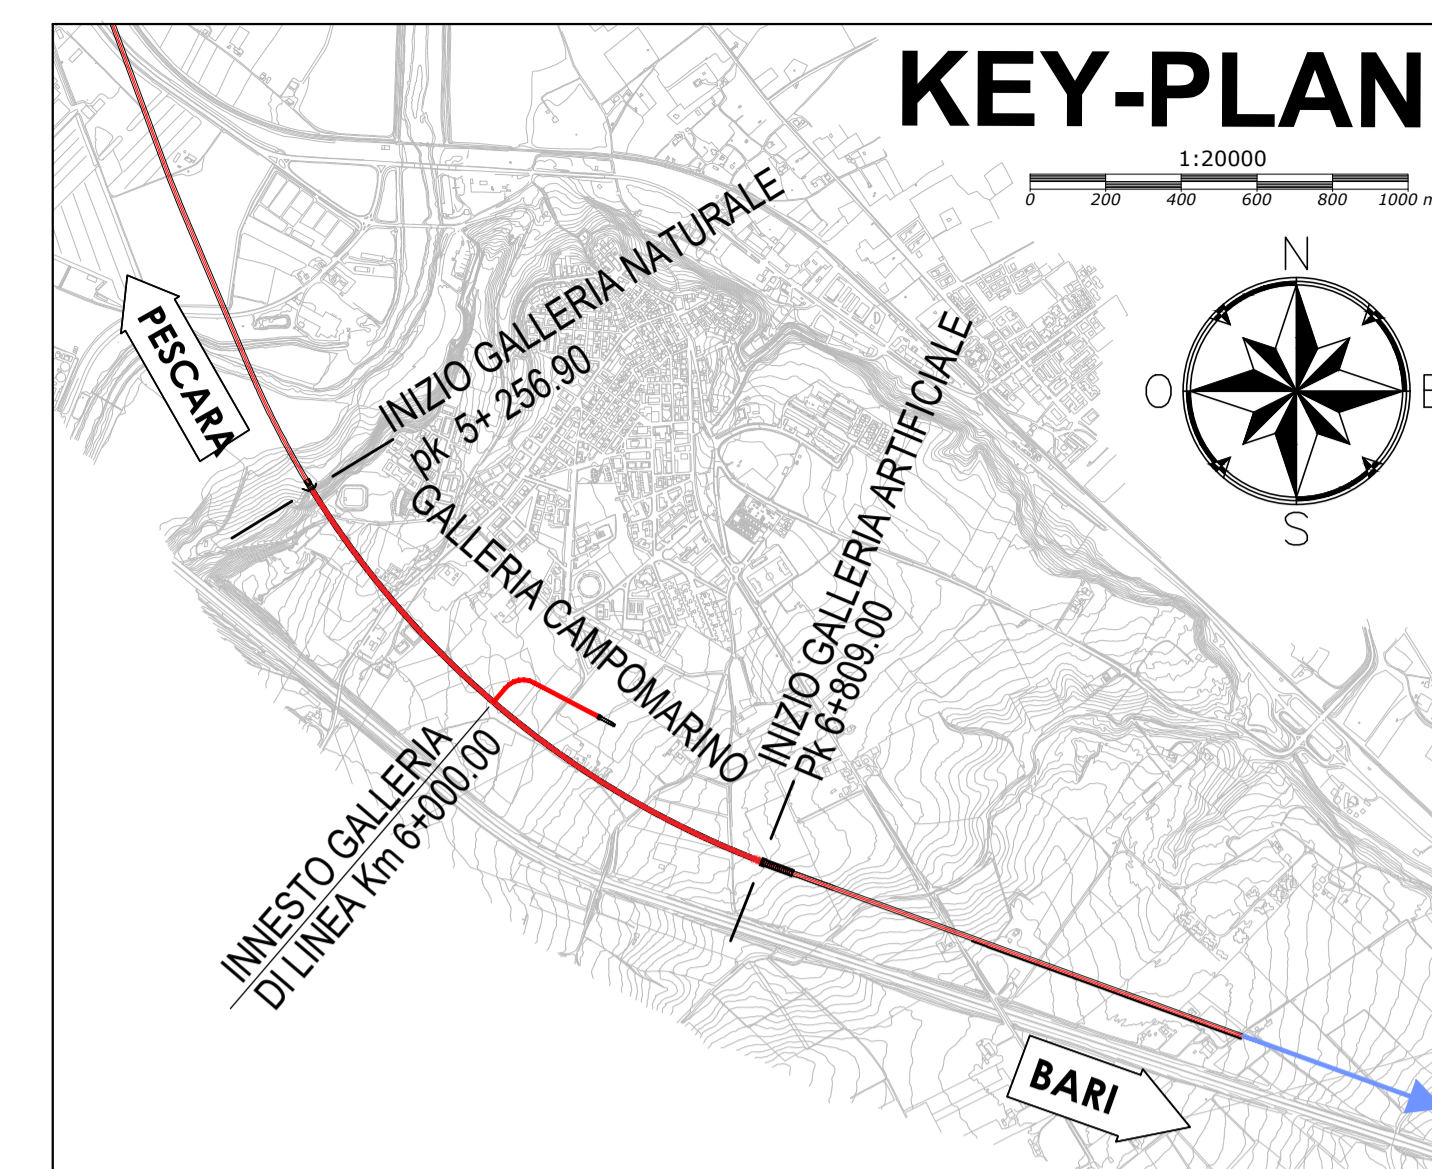 KEY-PLAN
1:20000
0 200 400 600 800 1000 m
N
O
E
S
PESCARA
INIZIO GALLERIA NATURALE
pk 5+ 256.90
GALLERIA CAMPOMARINO
INIZIO GALLERIA ARTIFICIALE
Pk 6+809.00
INNESTO GALLERIA
DI LINEA Km 6+000.00
BARI